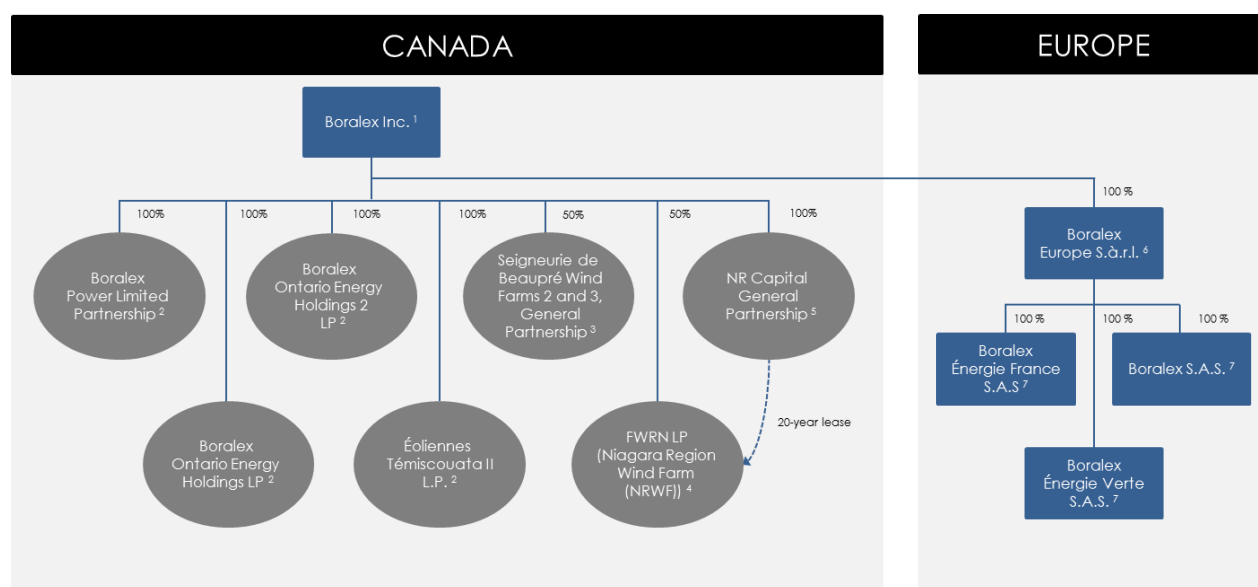 CANADA
EUROPE
Boralex Inc. 1
100%
100%
100%
100%
50%
50%
100%
100 %
Boralex
Power Limited
Partnership 2
Boralex
Ontario Energy
Holdings 2
LP 2
Seigneurie de
Beaupré Wind
Farms 2 and 3,
General
Partnership 3
NR Capital
General
Partnership 5
Boralex
Europe S.à.r.l. 6
100 %
100 %
100 %
Boralex
Énergie France
S.A.S 7
Boralex S.A.S. 7
20-year lease
Boralex
Ontario Energy
Holdings LP 2
Éoliennes
Témiscouata II
L.P. 2
FWRN LP
(Niagara Region
Wind Farm
(NRWF)) 4
Boralex
Énergie Verte
S.A.S. 7